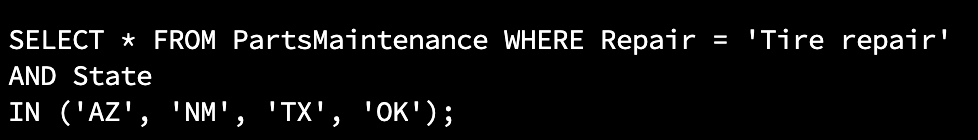 SELECT * FROM PartsMaintenance WHERE Repair = 'Tire repair'
AND State
IN ('AZ', 'NM', 'TX', 'OK');